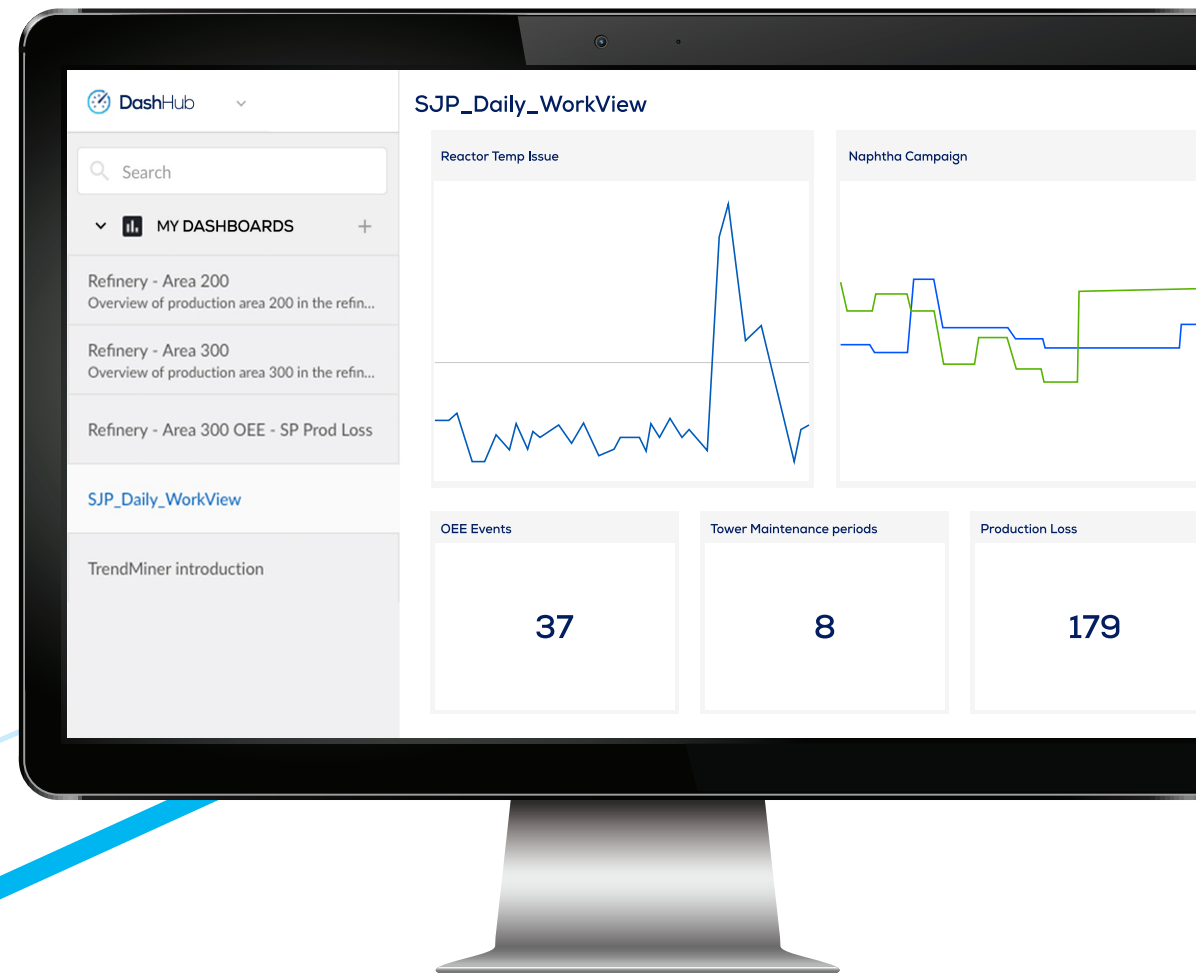 DashHub
Search
MY DASHBOARDS
Refinery - Area 200
Overview of production area 200 in the refin...
Refinery - Area 300
Overview of production area 300 in the refin...
Refinery - Area 300 OEE - SP Prod Loss
SJP_Daily_WorkView
TrendMiner introduction
SJP_Daily_WorkView
Reactor Temp Issue
Naphtha Campaign
OEE Events
37
Tower Maintenance periods
8
Production Loss
179